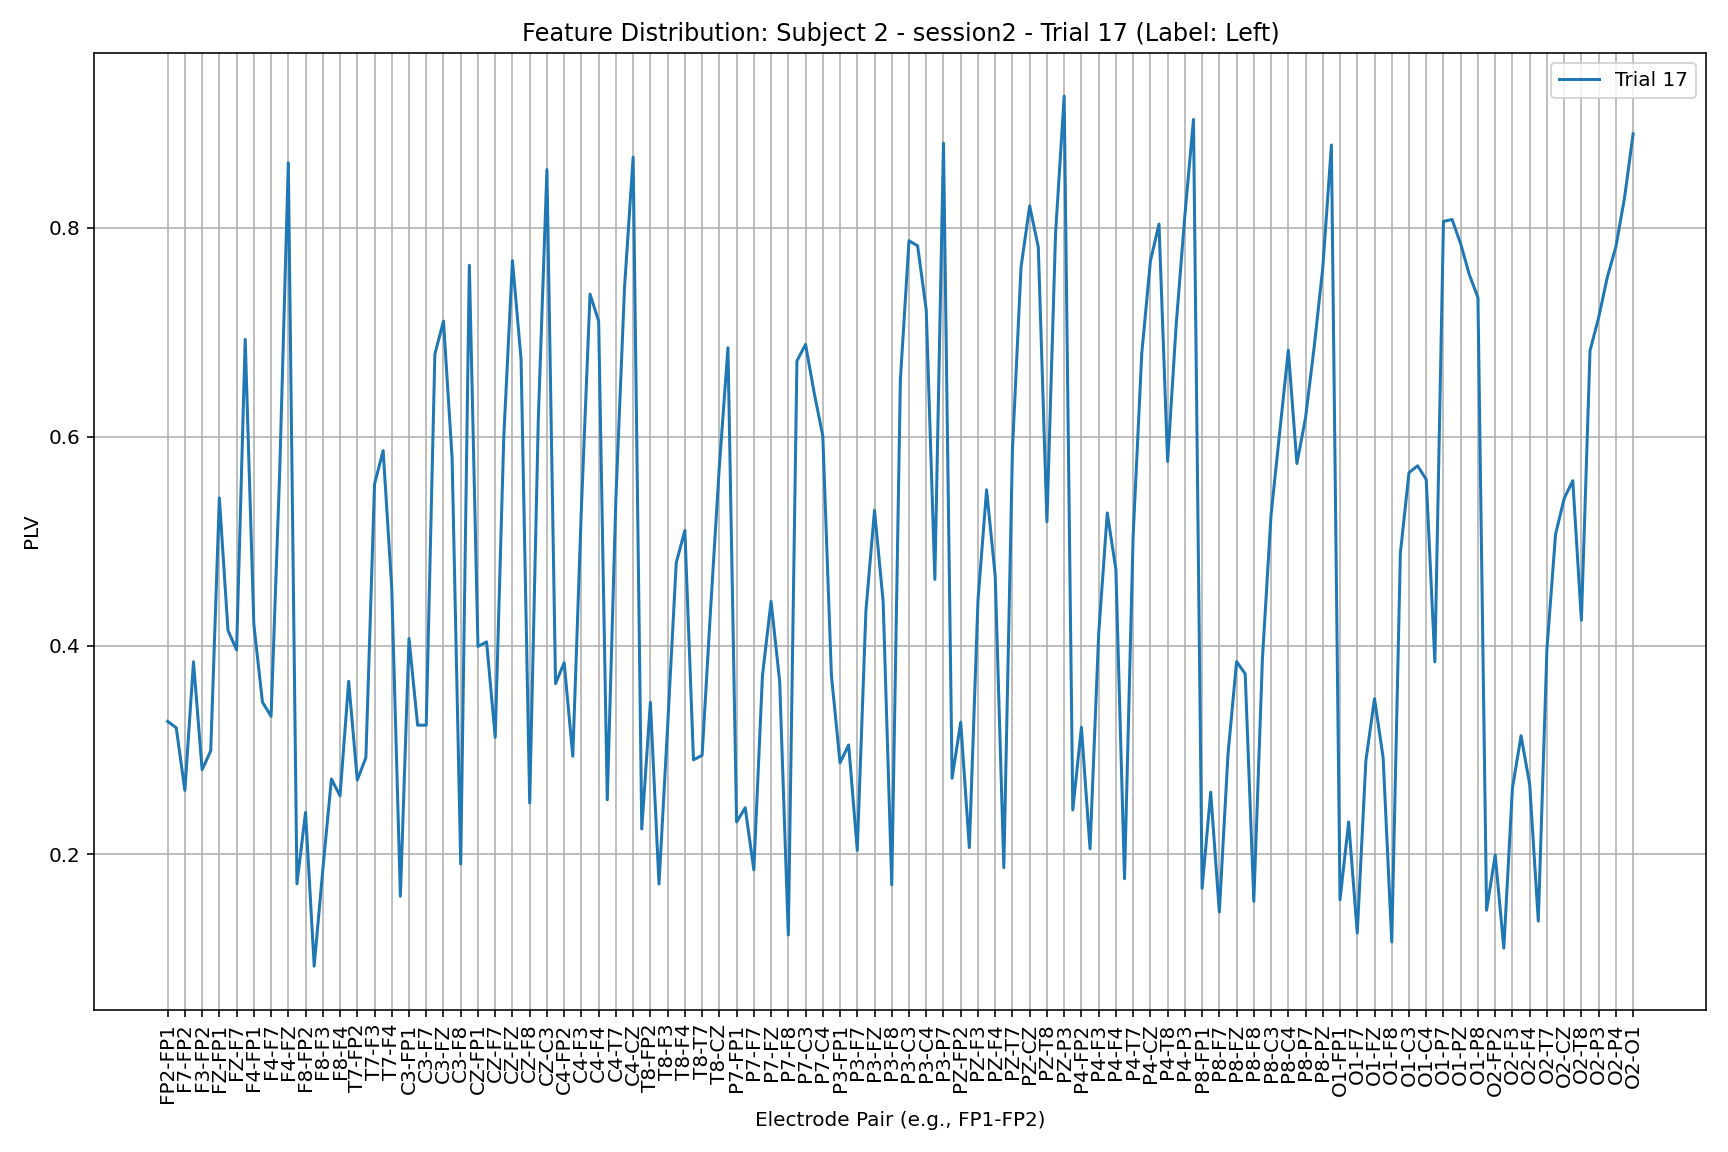 Feature Distribution: Subject 2 - session2 - Trial 17 (Label: Left)
Trial 17
PLV
0.8
0.6
0.4
0.2
FP2-FP1
F7-FP2
F3-FP2
FZ-FP1
FZ-F7
F4-FP1
F4-F7
F4-FZ
F8-FP2
F8-F3
F8-F4
T7-FP2
T7-F3
T7-F4
C3-FP1
C3-F7
C3-FZ
C3-F8
CZ-FP1
CZ-F7
CZ-FZ
CZ-F8
CZ-C3
C4-FP2
C4-F3
C4-F4
C4-T7
C4-CZ
T8-FP2
T8-F3
T8-F4
T8-T7
T8-CZ
P7-FP1
P7-F7
P7-FZ
P7-F8
P7-C3
P7-C4
P3-FP1
P3-F7
P3-FZ
P3-F8
P3-C3
P3-C4
P3-P7
PZ-FP2
PZ-F3
PZ-F4
PZ-T7
PZ-CZ
PZ-T8
PZ-P3
P4-FP2
P4-F3
P4-F4
P4-T7
P4-CZ
P4-T8
P4-P3
P8-FP1
P8-F7
P8-FZ
P8-F8
P8-C3
P8-C4
P8-P7
P8-PZ
O1-FP1
O1-F7
O1-FZ
O1-F8
O1-C3
O1-C4
O1-P7
O1-PZ
O1-P8
O2-FP2
O2-F3
O2-F4
O2-T7
O2-CZ
O2-T8
O2-P3
O2-P4
O2-O1
Electrode Pair (e.g., FP1-FP2)